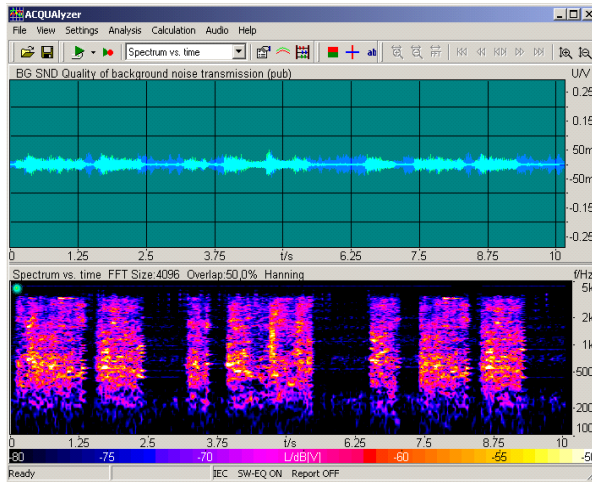 ACQUAlyzer
File View Settings Analysis Calculation Audio Help
Spectrum vs. time
BG SND Quality of background noise transmission (pub) U/V
0.25
0.15
50m
-50m
-0.15
-0.25
0 1.25 2.5 3.75 t/s 6.25 7.5 8.75 10
Spectrum vs. time FFT Size:4096 Overlap:50,0% Hanning f/Hz
5k
2k
1k
500
200
100
0 1.25 2.5 3.75 t/s 6.25 7.5 8.75 10
-80 -75 -70 L/dB[V] -60 -55 -50
Ready IEC SW-EQ ON Report OFF